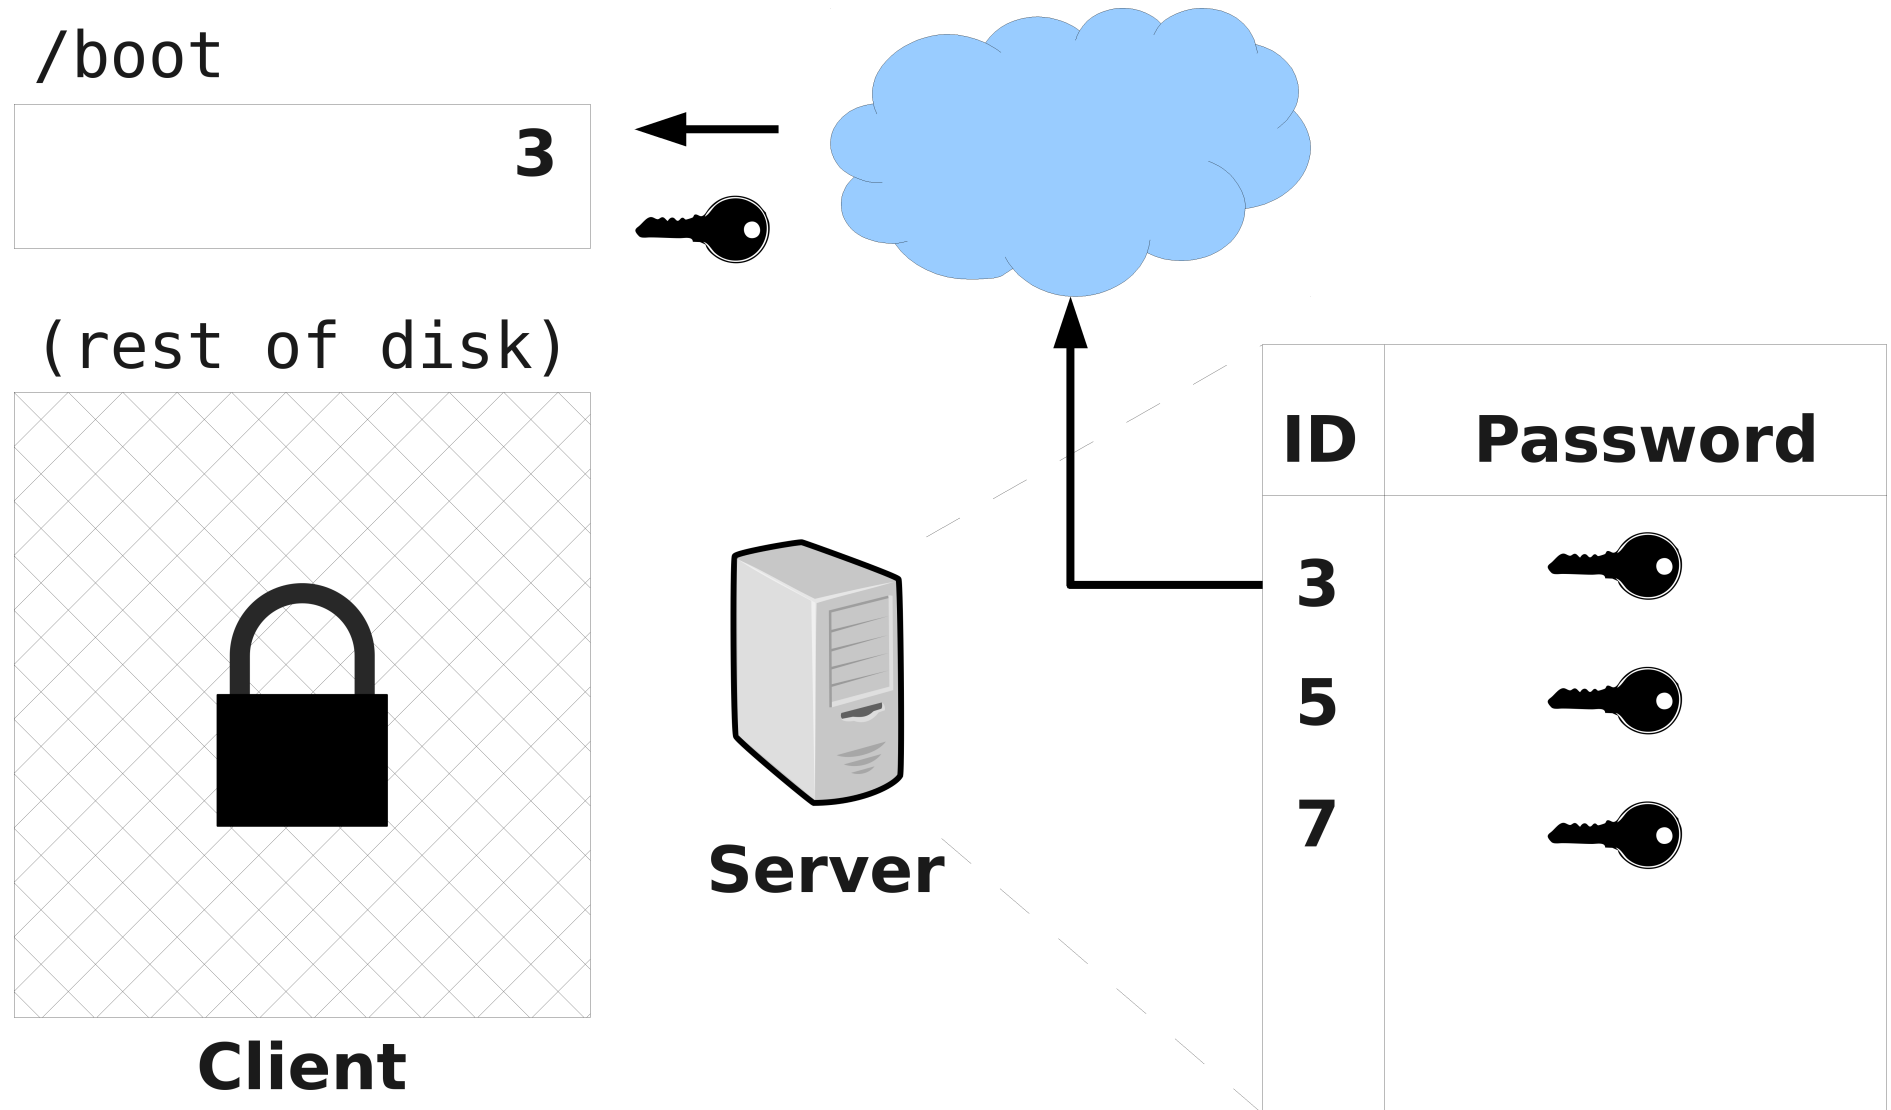 /boot
3
(rest of disk)
Client
Server
ID Password
3
5
7